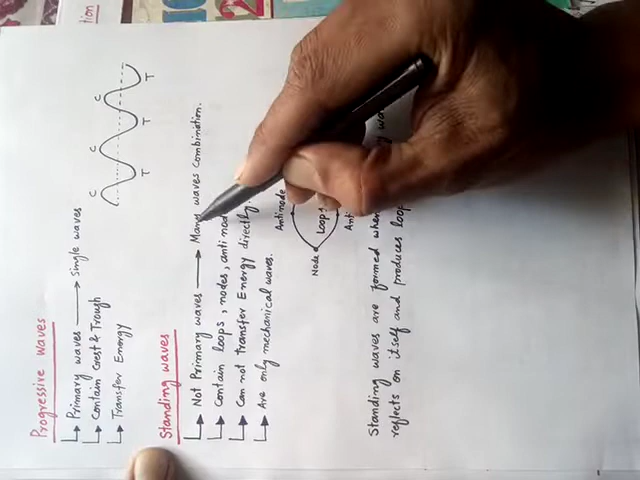 tion
Progressive waves
Primary waves → Single waves
Contain Crest & Trough
Transfer Energy
C C C
T T T
Standing waves
Not Primary waves → Many waves combination.
Contain loops, nodes, anti
Can not transfer Energy directly
Are only mechanical waves.
Antinode
Node Loop
Standing waves are formed when
reflects on itself and produces